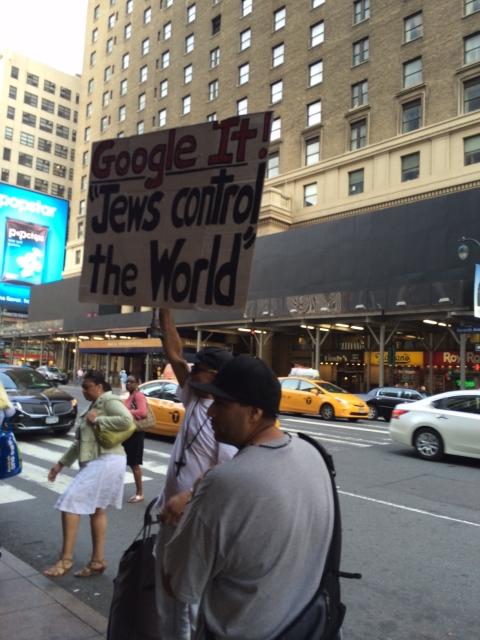 Google It!
"Jews control
the World"
popstar